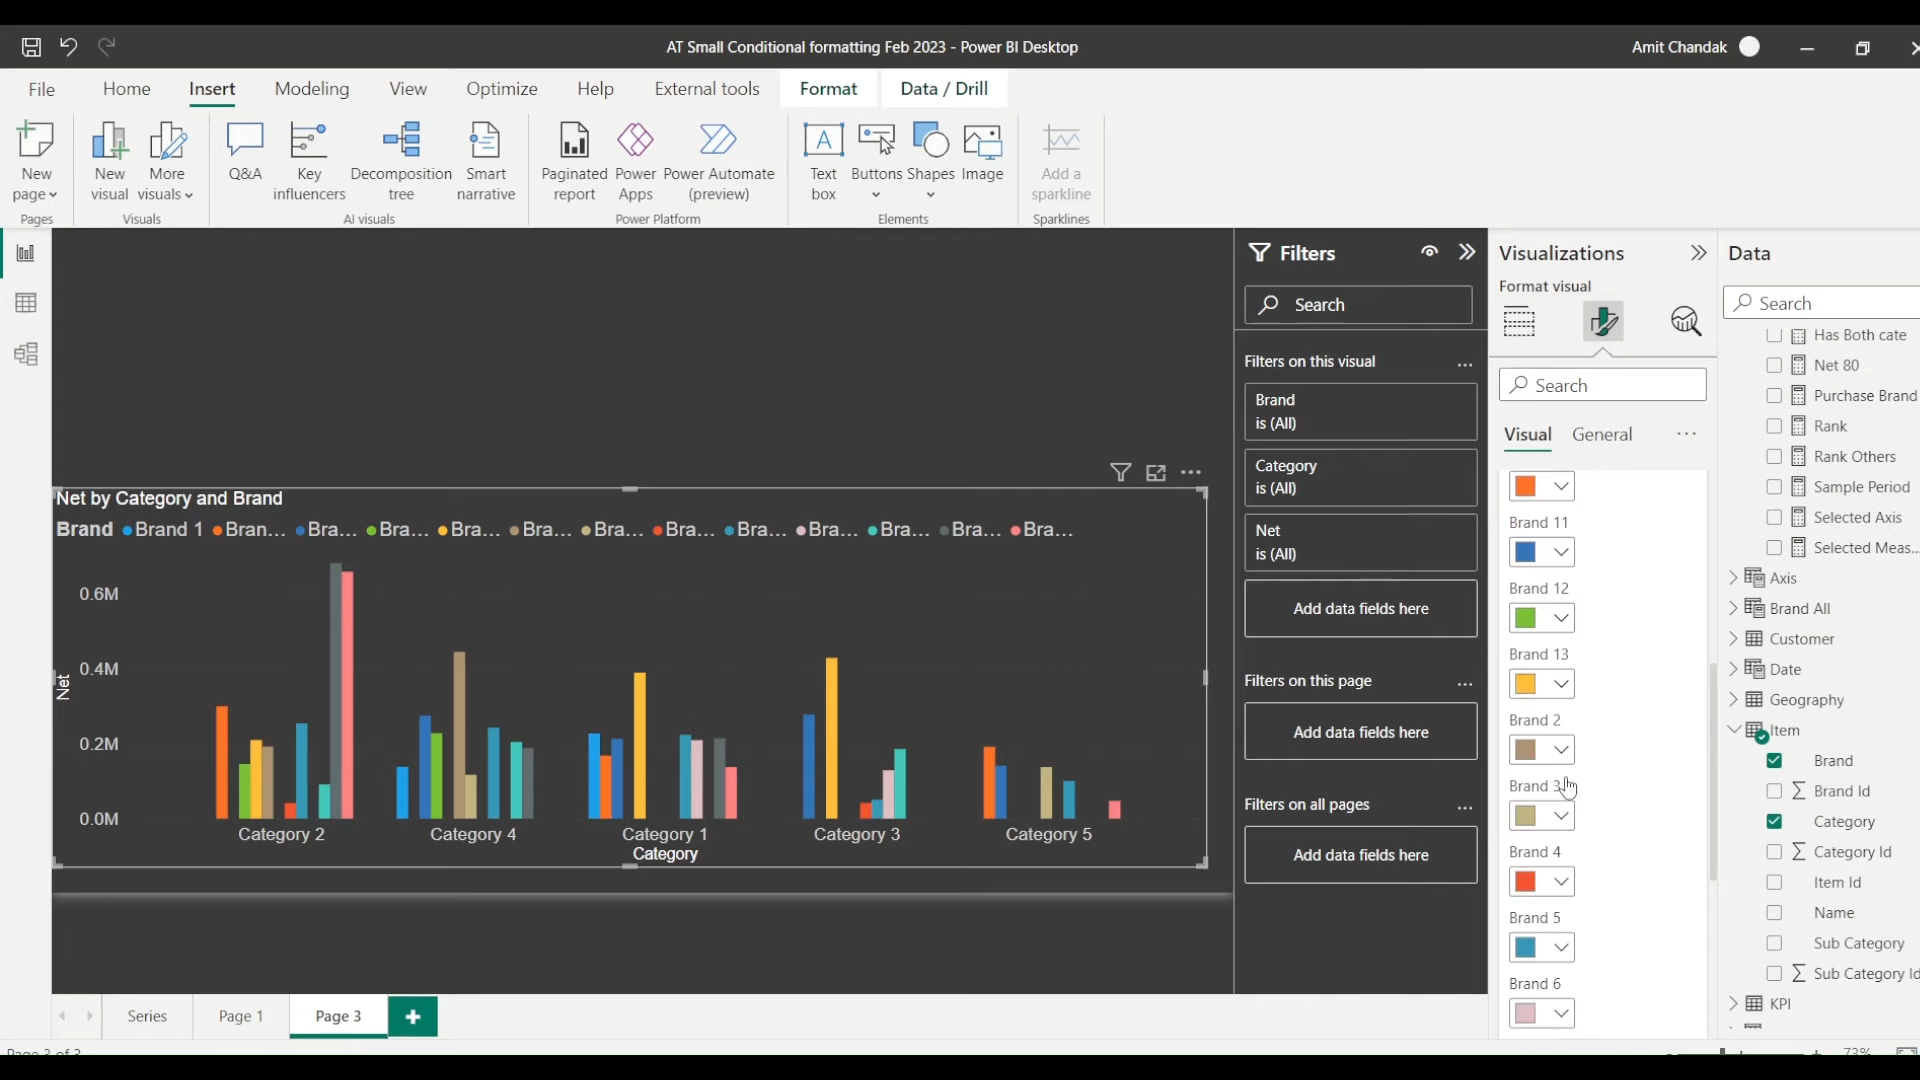 AT Small Conditional formatting Feb 2023 - Power BI Desktop
Amit Chandak
File
Home
Insert
Modeling
View
Optimize
Help
External tools
Format
Data / Drill
New
page
New
visual
More
visuals
Q&A
Key
influencers
Decomposition
tree
Smart
narrative
Paginated
report
Power
Apps
Power Automate
(preview)
Text
box
Buttons
Shapes
Image
Add a
sparkline
Pages
Visuals
AI visuals
Power Platform
Elements
Sparklines
Net by Category and Brand
Brand Brand 1 Bran... Bra... Bra... Bra... Bra... Bra... Bra... Bra... Bra... Bra... Bra... Bra...
0.6M
0.4M
0.2M
0.0M
Net
Category 2
Category 4
Category 1
Category 3
Category 5
Category
Filters
Search
Filters on this visual
...
Brand
is (All)
Category
is (All)
Net
is (All)
Add data fields here
Filters on this page
...
Add data fields here
Filters on all pages
...
Add data fields here
Visualizations
Format visual
Search
Visual
General
...
Brand 11
Brand 12
Brand 13
Brand 2
Brand 3
Brand 4
Brand 5
Brand 6
Data
Search
Has Both cate
Net 80
Purchase Brand
Rank
Rank Others
Sample Period
Selected Axis
Selected Meas...
Axis
Brand All
Customer
Date
Geography
Item
Brand
Brand Id
Category
Category Id
Item Id
Name
Sub Category
Sub Category Id
KPI
Series
Page 1
Page 3
Page 3 of 3
73%